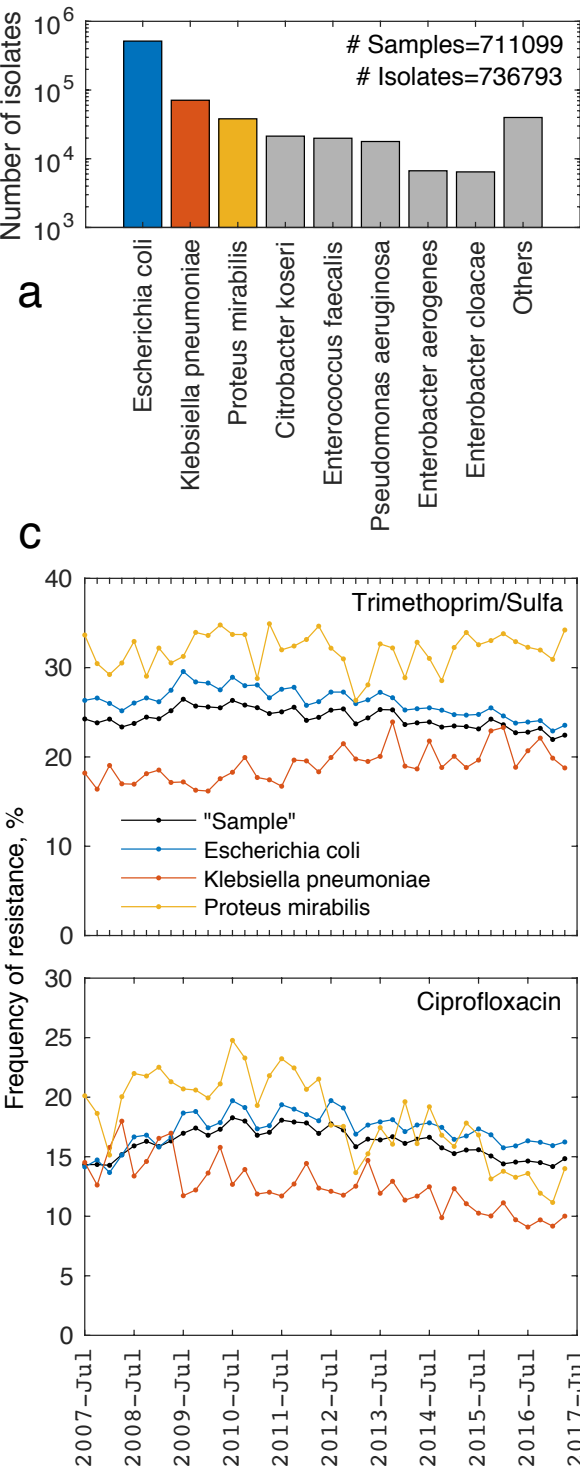 Number of isolates
10^6
10^5
10^4
10^3
# Samples=711099
# Isolates=736793
Escherichia coli
Klebsiella pneumoniae
Proteus mirabilis
Citrobacter koseri
Enterococcus faecalis
Pseudomonas aeruginosa
Enterobacter aerogenes
Enterobacter cloacae
Others
a
c
Frequency of resistance, %
40
30
20
10
0
Trimethoprim/Sulfa
"Sample"
Escherichia coli
Klebsiella pneumoniae
Proteus mirabilis
30
25
20
15
10
5
0
Ciprofloxacin
2007-Jul
2008-Jul
2009-Jul
2010-Jul
2011-Jul
2012-Jul
2013-Jul
2014-Jul
2015-Jul
2016-Jul
2017-Jul